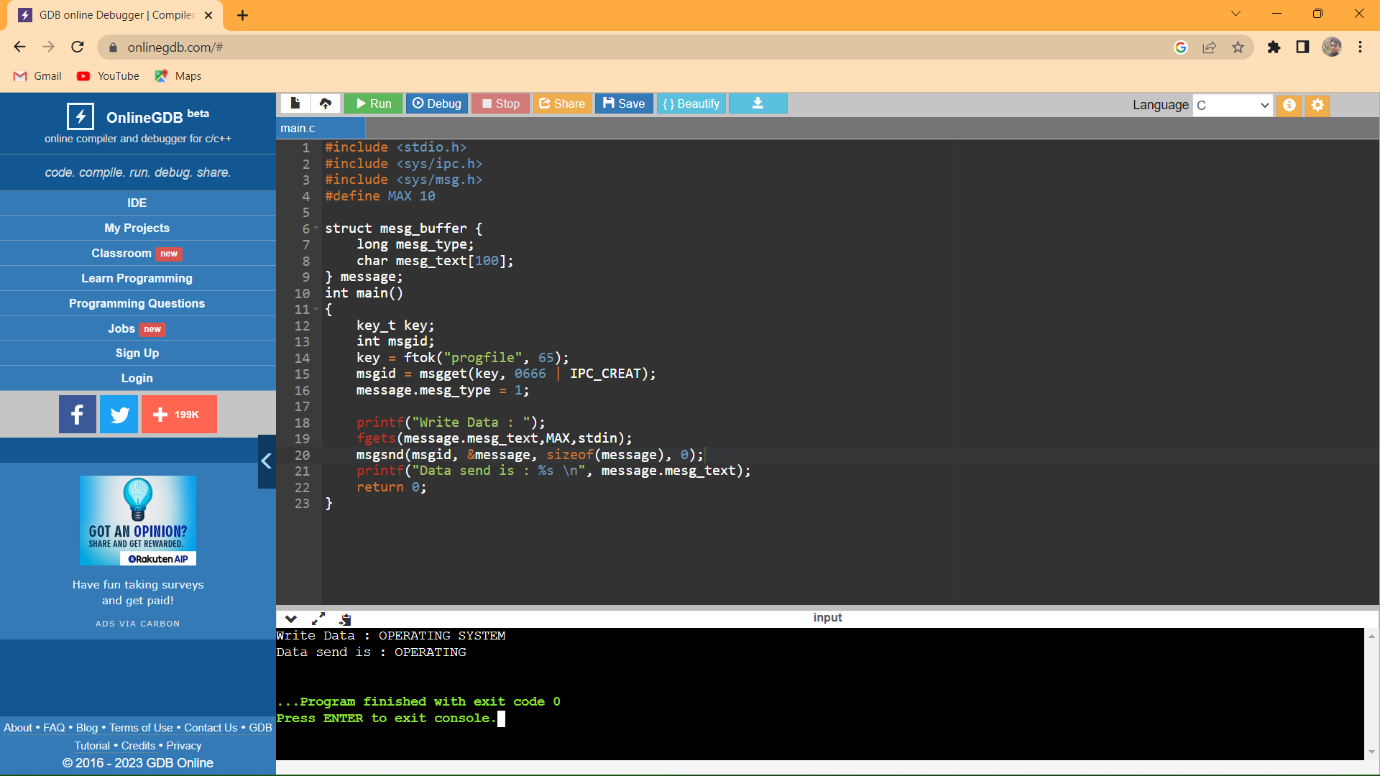 GDB online Debugger | Compiler
onlinegdb.com/#
Gmail YouTube Maps
OnlineGDB beta
online compiler and debugger for c/c++
code. compile. run. debug. share.
IDE
My Projects
Classroom new
Learn Programming
Programming Questions
Jobs new
Sign Up
Login
199K
GOT AN OPINION?
SHARE AND GET REWARDED.
Rakuten AIP
Have fun taking surveys
and get paid!
ADS VIA CARBON
About • FAQ • Blog • Terms of Use • Contact Us • GDB
Tutorial • Credits • Privacy
© 2016 - 2023 GDB Online
Run Debug Stop Share Save {} Beautify
Language C
main.c
1 #include <stdio.h>
2 #include <sys/ipc.h>
3 #include <sys/msg.h>
4 #define MAX 10
5
6 struct mesg_buffer {
7 long mesg_type;
8 char mesg_text[100];
9 } message;
10 int main()
11 {
12 key_t key;
13 int msgid;
14 key = ftok("progfile", 65);
15 msgid = msgget(key, 0666 | IPC_CREAT);
16 message.mesg_type = 1;
17
18 printf("Write Data : ");
19 fgets(message.mesg_text,MAX,stdin);
20 msgsnd(msgid, &message, sizeof(message), 0);
21 printf("Data send is : %s \n", message.mesg_text);
22 return 0;
23 }
input
Write Data : OPERATING SYSTEM
Data send is : OPERATING
...Program finished with exit code 0
Press ENTER to exit console.